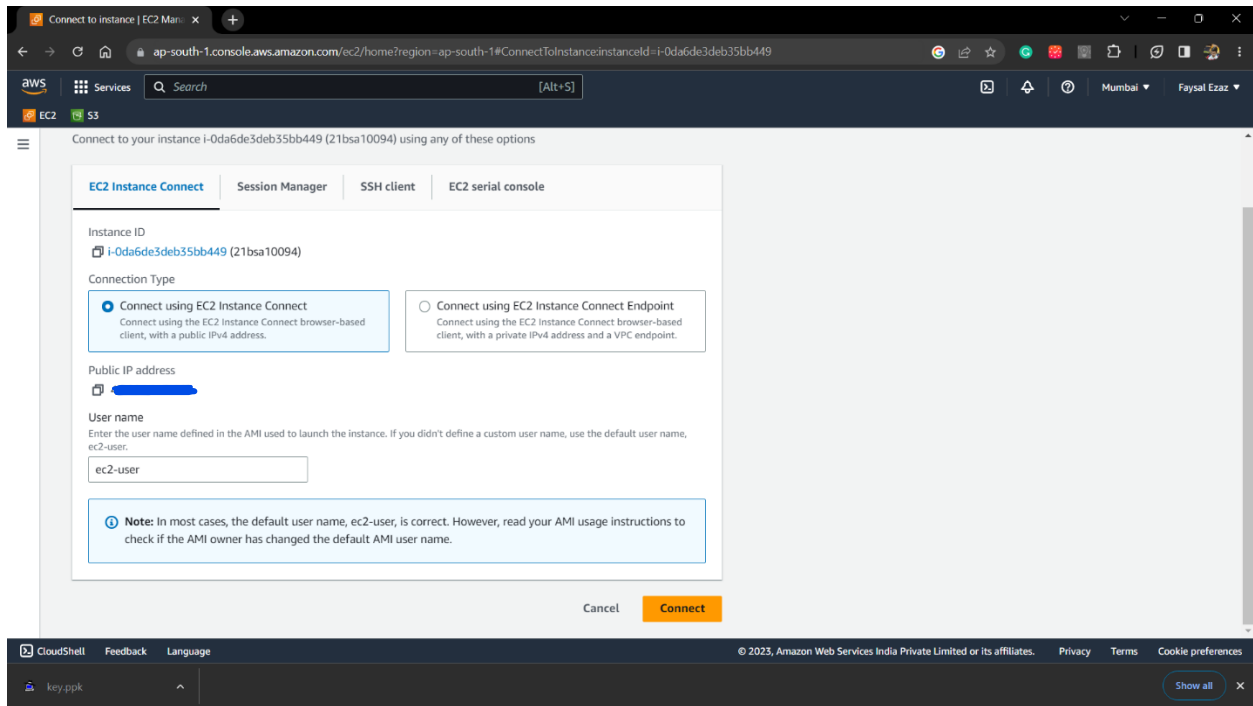 Connect to instance | EC2 Mana
ap-south-1.console.aws.amazon.com/ec2/home?region=ap-south-1#ConnectToInstance:instanceId=i-0da6de3deb35bb449
aws
Services
Search
[Alt+S]
Mumbai
Faysal Ezaz
EC2
S3
Connect to your instance i-0da6de3deb35bb449 (21bsa10094) using any of these options
EC2 Instance Connect
Session Manager
SSH client
EC2 serial console
Instance ID
i-0da6de3deb35bb449 (21bsa10094)
Connection Type
Connect using EC2 Instance Connect
Connect using the EC2 Instance Connect browser-based
client, with a public IPv4 address.
Connect using EC2 Instance Connect Endpoint
Connect using the EC2 Instance Connect browser-based
client, with a private IPv4 address and a VPC endpoint.
Public IP address
User name
Enter the user name defined in the AMI used to launch the instance. If you didn't define a custom user name, use the default user name,
ec2-user.
ec2-user
Note: In most cases, the default user name, ec2-user, is correct. However, read your AMI usage instructions to
check if the AMI owner has changed the default AMI user name.
Cancel
Connect
CloudShell
Feedback
Language
© 2023, Amazon Web Services India Private Limited or its affiliates.
Privacy
Terms
Cookie preferences
key.ppk
Show all